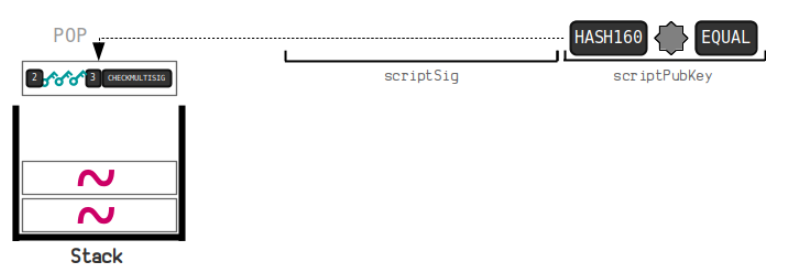 POP
HASH160 EQUAL
2 3 CHECKMULTISIG
scriptSig scriptPubKey
Stack